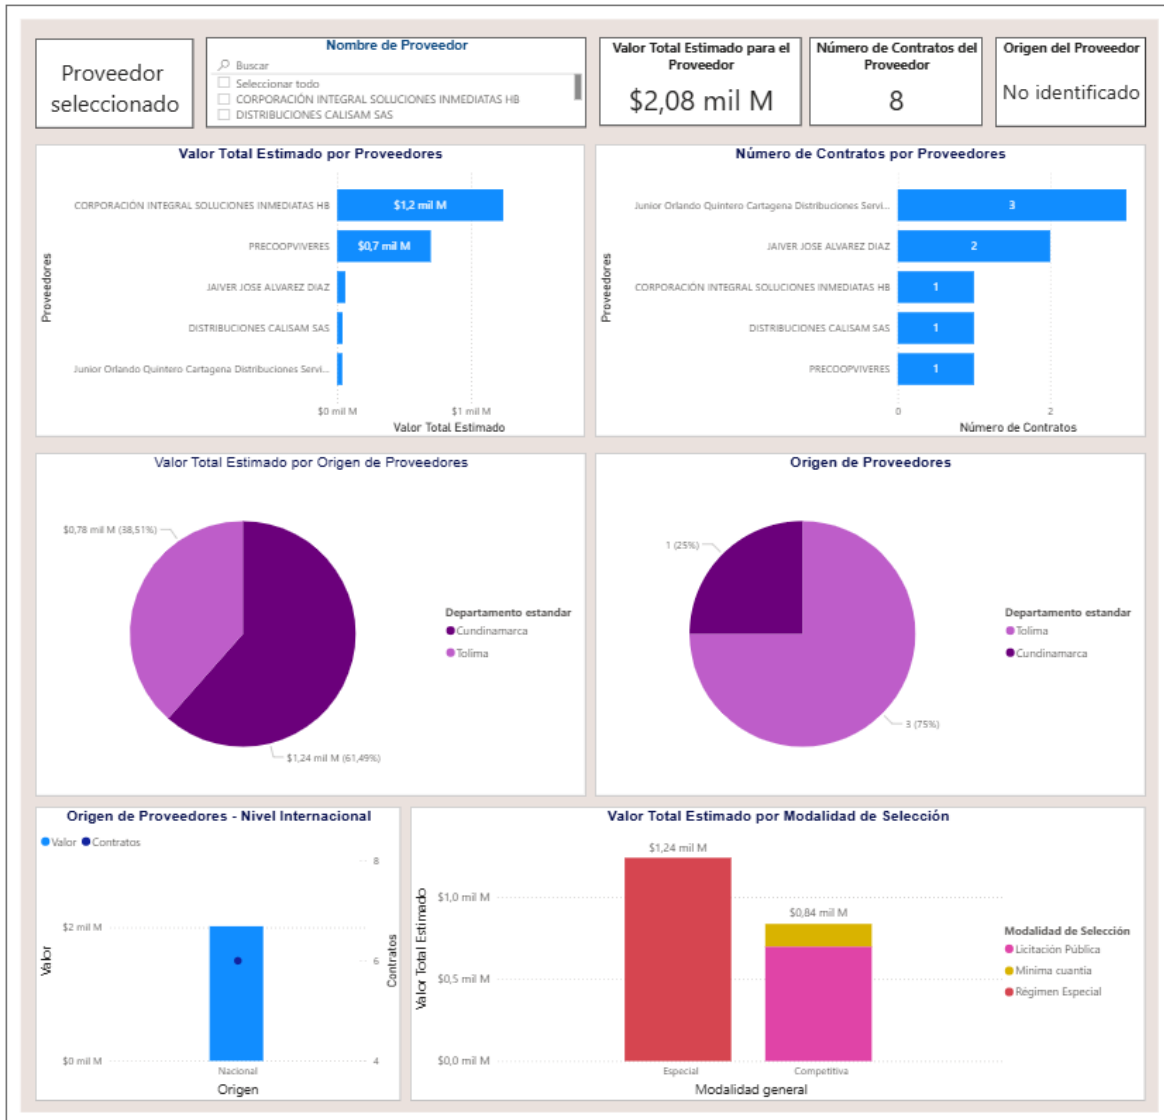 Proveedor
seleccionado
Nombre de Proveedor
Buscar
Seleccionar todo
CORPORACIÓN INTEGRAL SOLUCIONES INMEDIATAS HB
DISTRIBUCIONES CALISAM SAS
Valor Total Estimado para el
Proveedor
$2,08 mil M
Número de Contratos del
Proveedor
8
Origen del Proveedor
No identificado
Valor Total Estimado por Proveedores
Proveedores
CORPORACIÓN INTEGRAL SOLUCIONES INMEDIATAS HB
$1,2 mil M
PRECOOPVIVERES
$0,7 mil M
JAIVER JOSE ALVAREZ DIAZ
DISTRIBUCIONES CALISAM SAS
Junior Orlando Quintero Cartagena Distribuciones Servi...
$0 mil M
$1 mil M
Valor Total Estimado
Número de Contratos por Proveedores
Proveedores
Junior Orlando Quintero Cartagena Distribuciones Servi...
3
JAIVER JOSE ALVAREZ DIAZ
2
CORPORACIÓN INTEGRAL SOLUCIONES INMEDIATAS HB
1
DISTRIBUCIONES CALISAM SAS
1
PRECOOPVIVERES
1
0
2
Número de Contratos
Valor Total Estimado por Origen de Proveedores
$0,78 mil M (38,51%)
$1,24 mil M (61,49%)
Departamento estandar
Cundinamarca
Tolima
Origen de Proveedores
1 (25%)
3 (75%)
Departamento estandar
Tolima
Cundinamarca
Origen de Proveedores - Nivel Internacional
Valor
Contratos
8
$2 mil M
6
$0 mil M
4
Valor
Contratos
Nacional
Origen
Valor Total Estimado por Modalidad de Selección
Valor Total Estimado
$1,24 mil M
$1,0 mil M
$0,84 mil M
$0,5 mil M
$0,0 mil M
Especial
Competitiva
Modalidad general
Modalidad de Selección
Licitación Pública
Mínima cuantía
Régimen Especial